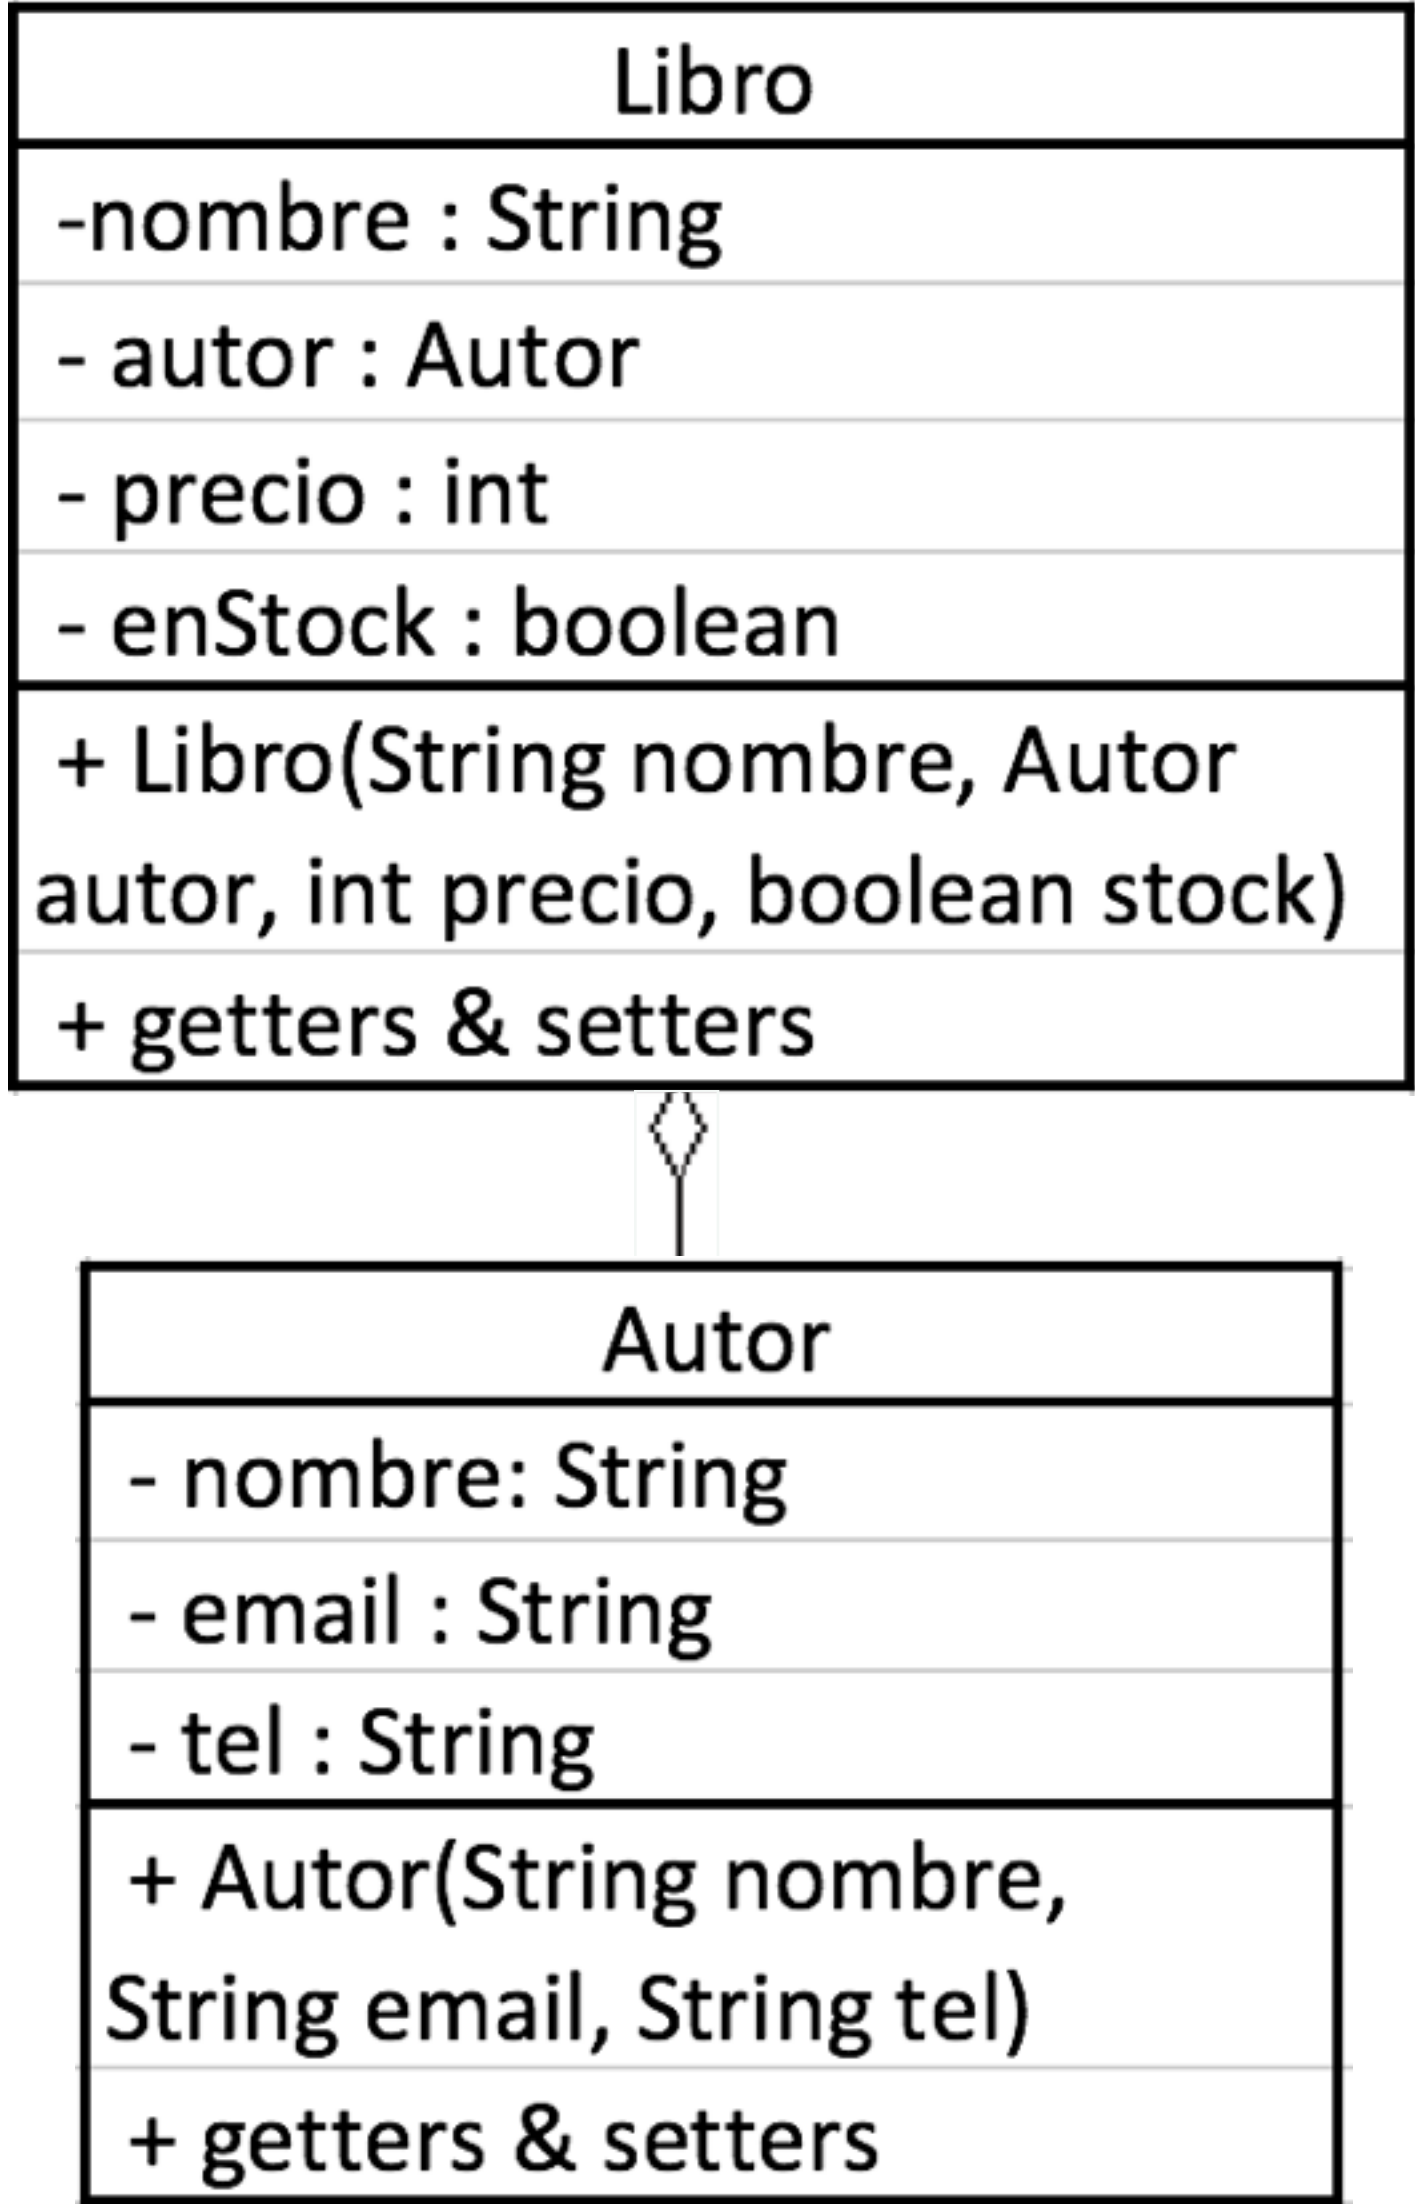 Libro
-nombre : String
- autor : Autor
- precio : int
- enStock : boolean
+ Libro(String nombre, Autor
autor, int precio, boolean stock)
+ getters & setters
Autor
- nombre: String
- email : String
- tel : String
+ Autor(String nombre,
String email, String tel)
+ getters & setters